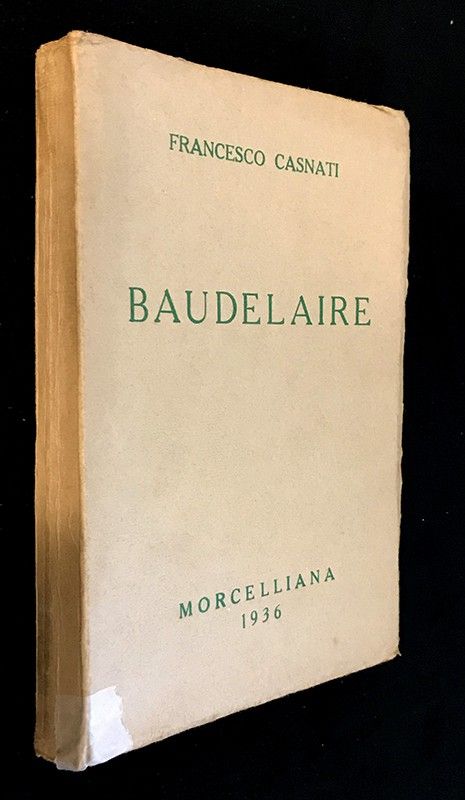 FRANCESCO CASNATI
BAUDELAIRE
MORCELLIANA
1936